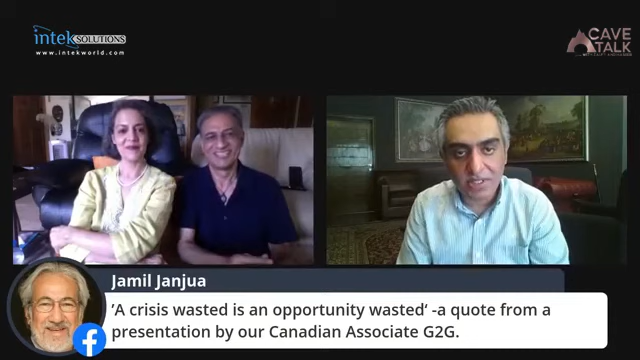 intek SOLUTIONS
www.intekworld.com
CAVE
TALK
Jamil Janjua
‘A crisis wasted is an opportunity wasted‘ -a quote from a
presentation by our Canadian Associate G2G.